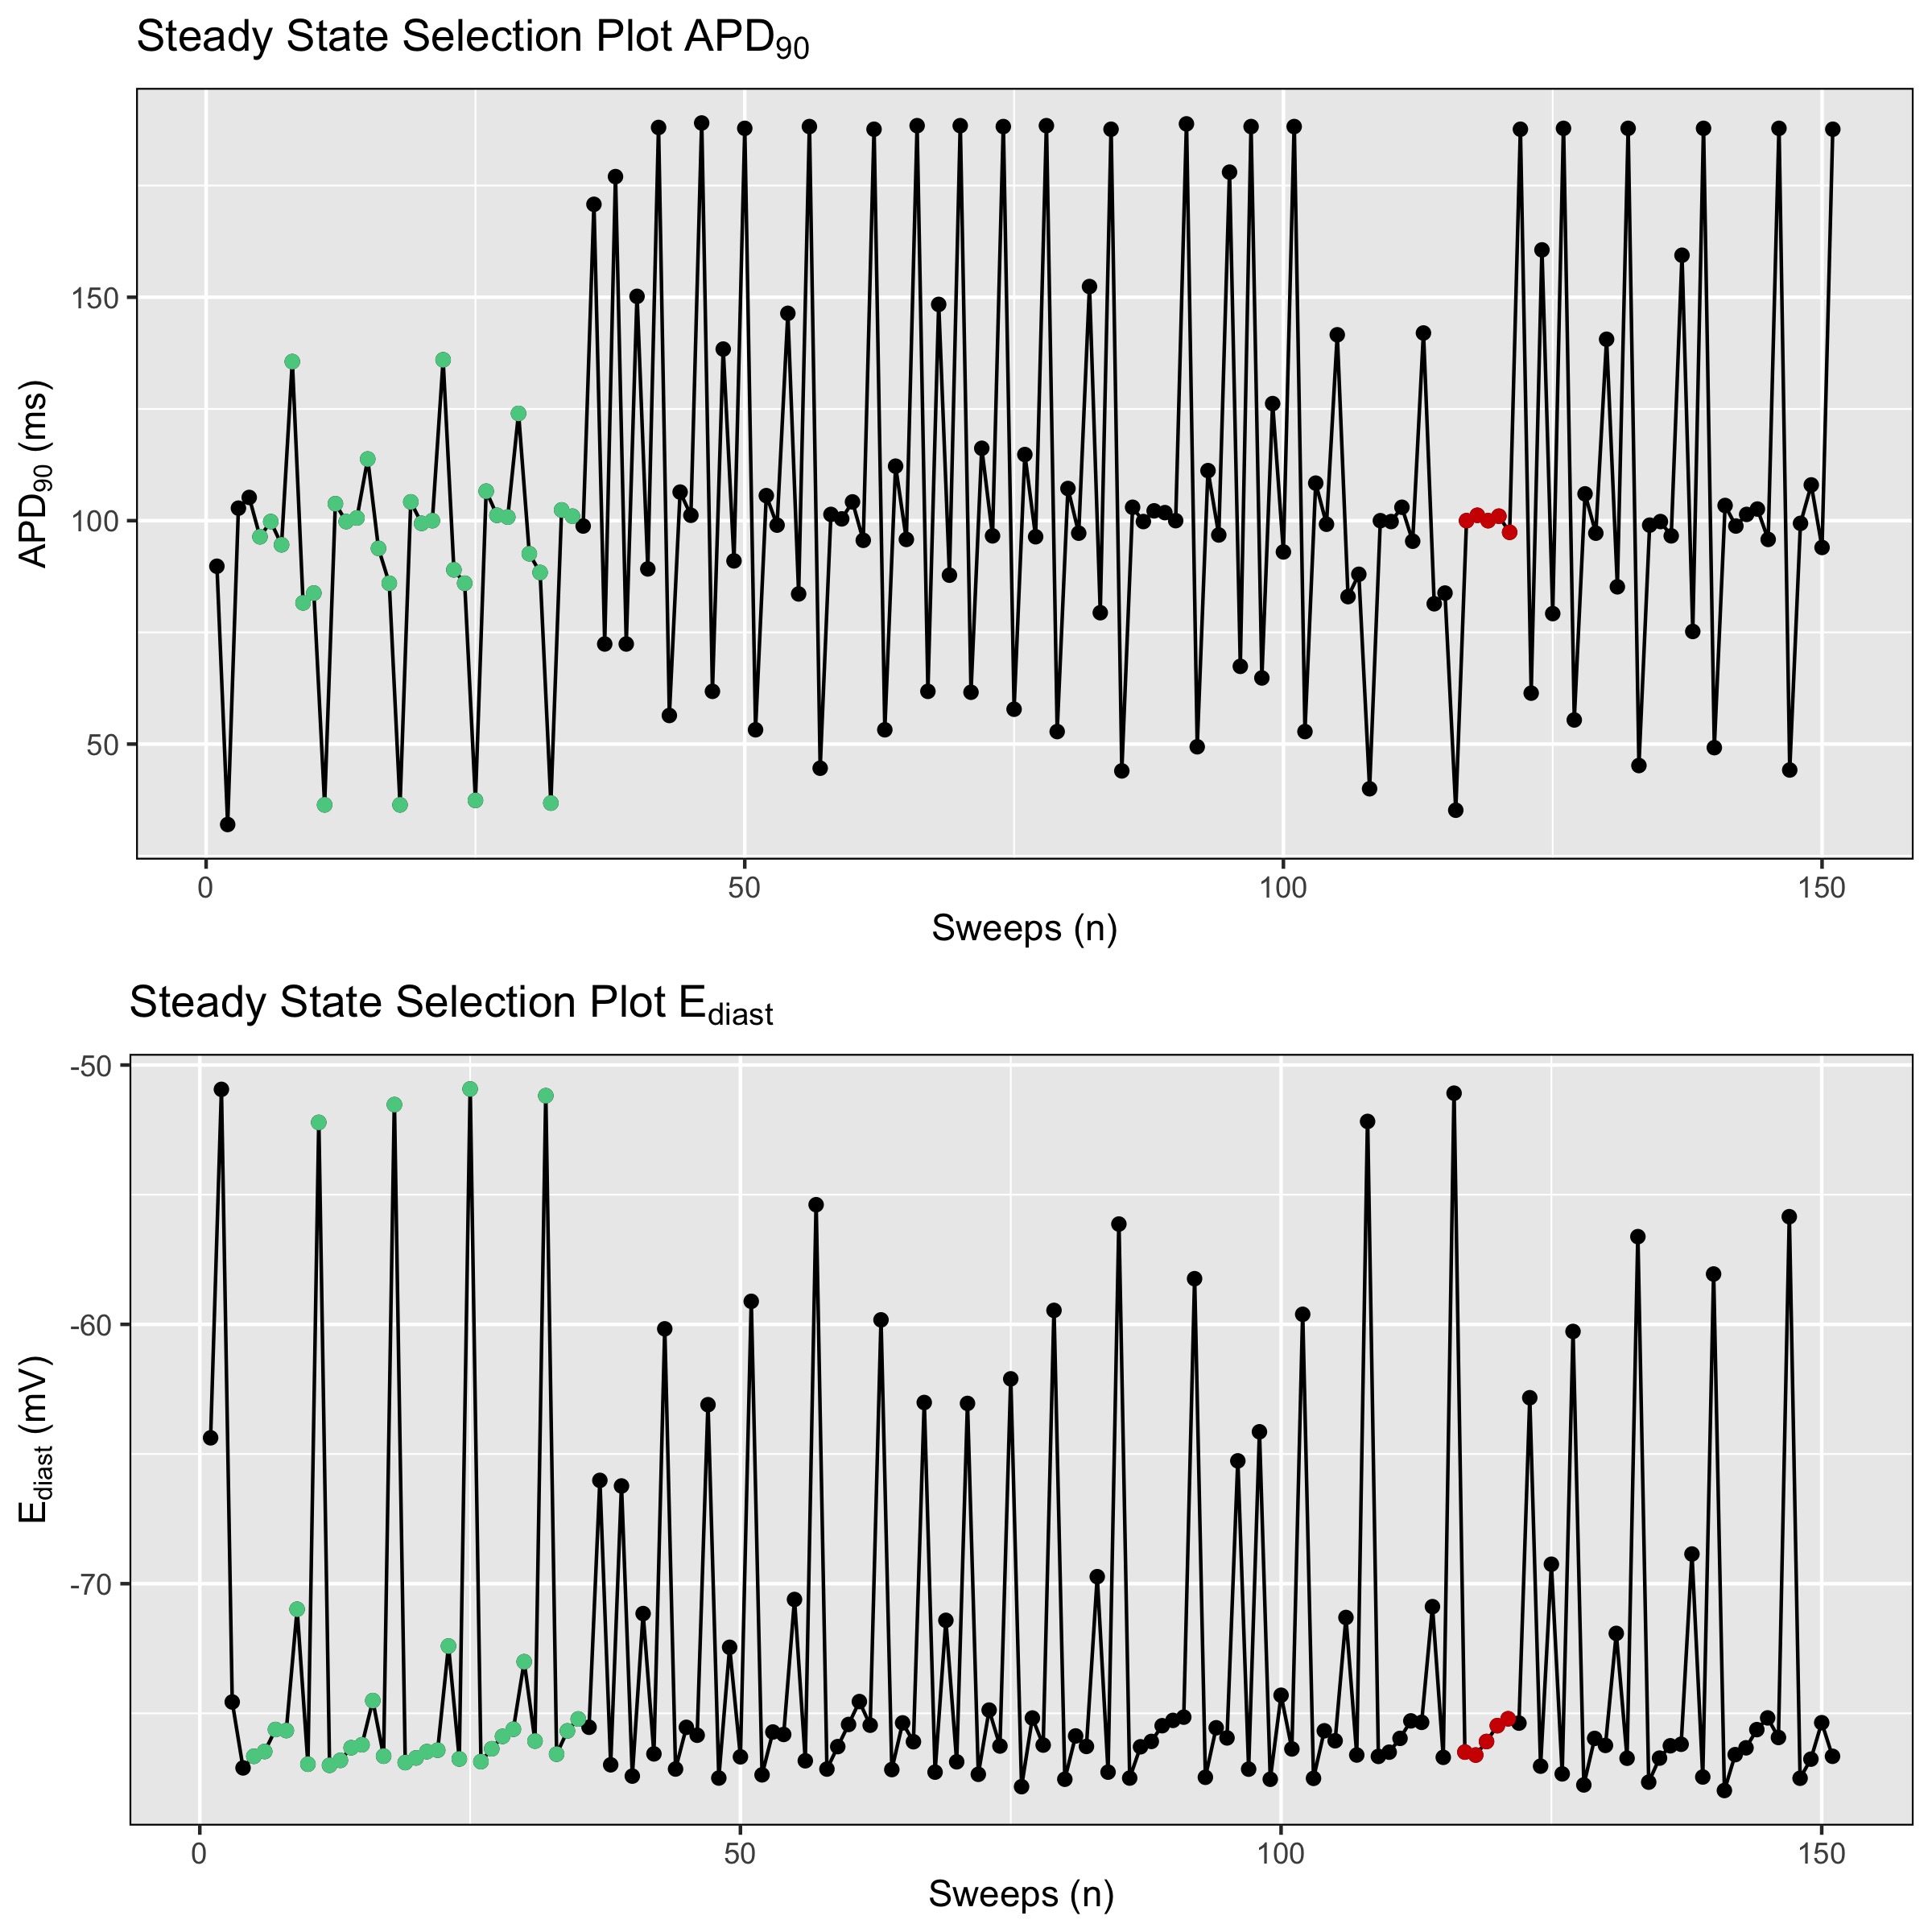 Steady State Selection Plot APD90
150
100
50
APD90 (ms)
0 50 100 150
Sweeps (n)
Steady State Selection Plot Ediast
-50
-60
-70
Ediast (mV)
0 50 100 150
Sweeps (n)